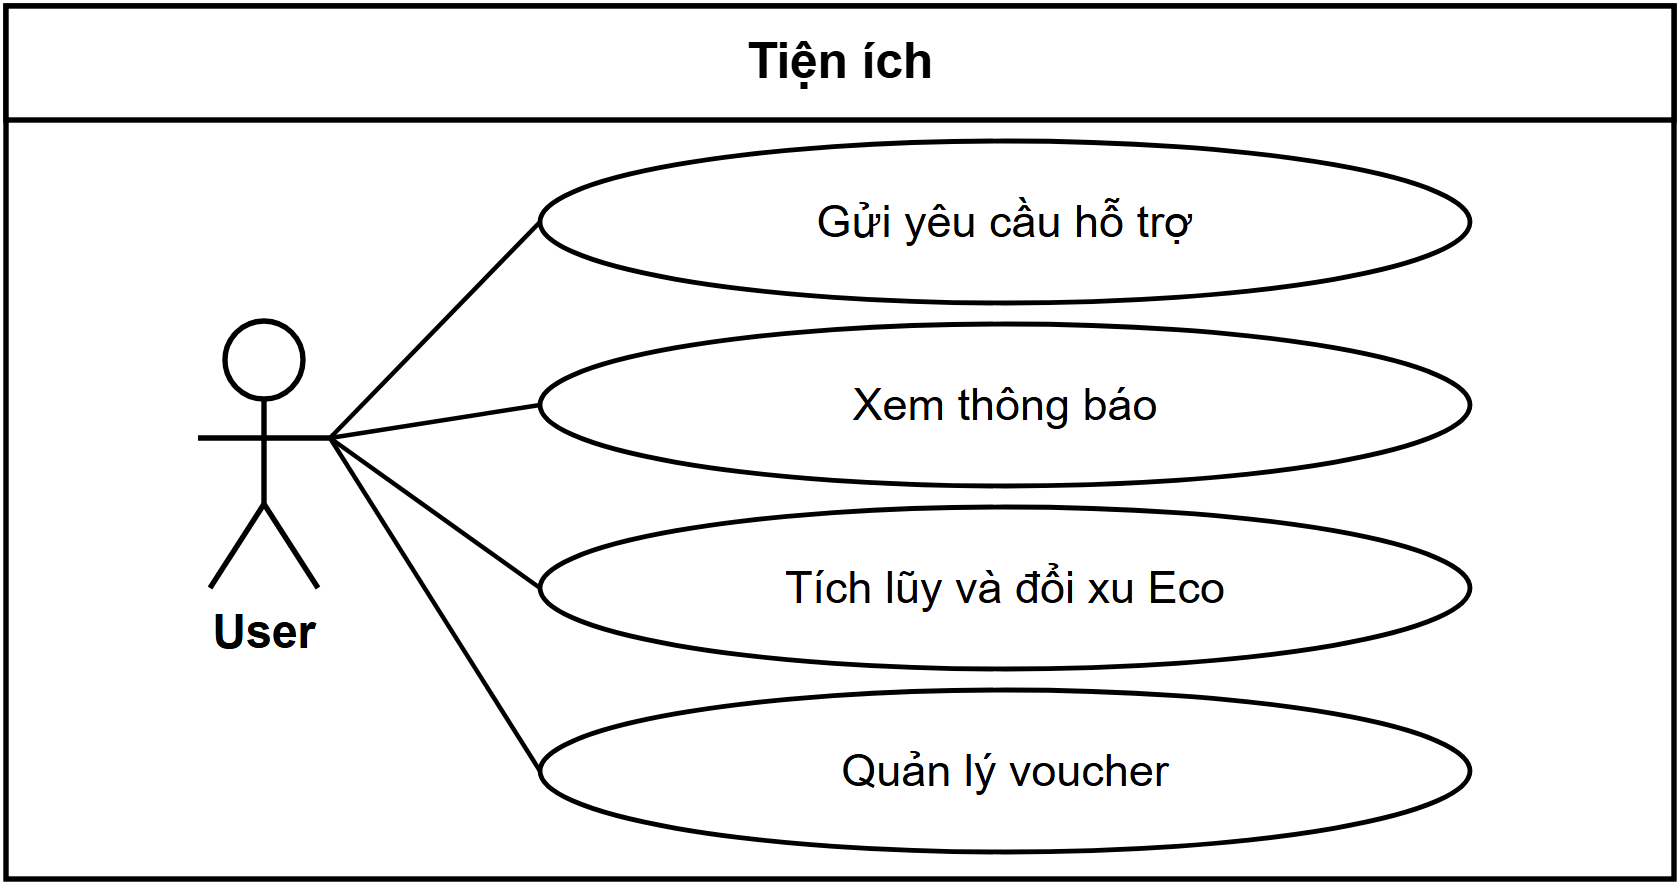 Tiện ích
Gửi yêu cầu hỗ trợ
Xem thông báo
Tích lũy và đổi xu Eco
User
Quản lý voucher